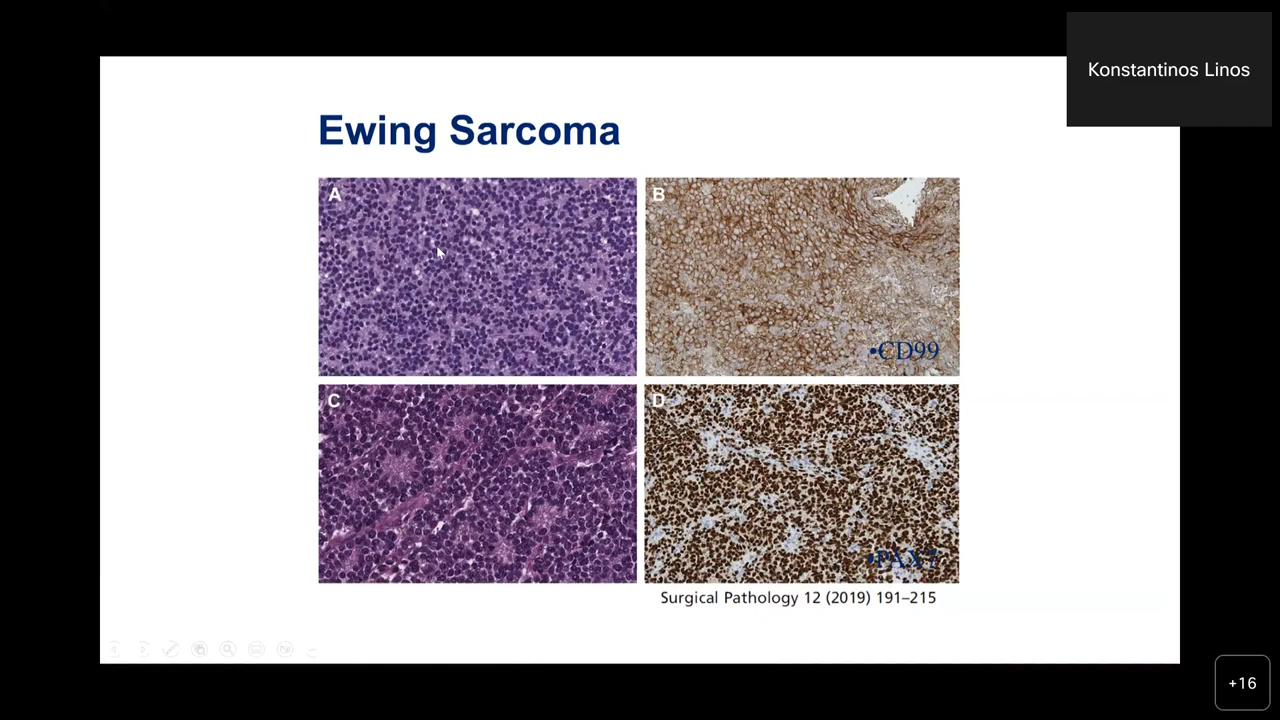 Konstantinos Linos
Ewing Sarcoma
A
B
•CD99
C
D
•PAX7
Surgical Pathology 12 (2019) 191–215
+16